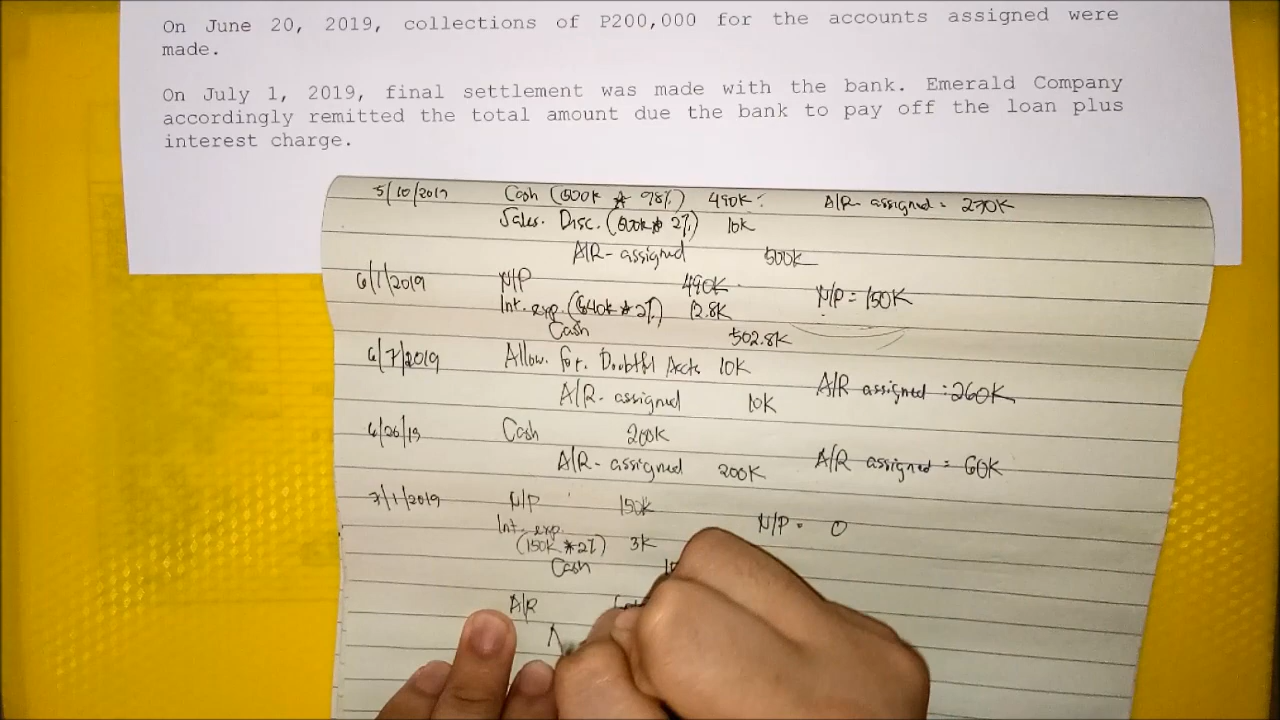 On June 20, 2019, collections of P200,000 for the accounts assigned were
made.
On July 1, 2019, final settlement was made with the bank. Emerald Company
accordingly remitted the total amount due the bank to pay off the loan plus
interest charge.
5/10/2019 Cash (500K * 98%) 490K A/R assigned = 270K
Sales. Disc. (500K * 2%) 10K
A/R- assigned 500K
6/1/2019 N/P 490K N/P = 150K
Int. exp. (640K * 2%) 12.8K
Cash 502.8K
6/7/2019 Allow. for. Doubtful Accts 10K
A/R- assigned 10K A/R assigned = 260K
6/20/19 Cash 200K
A/R- assigned 200K A/R assigned = 60K
7/1/2019 N/P 150K N/P = 0
Int. exp.
(150K * 2%) 3K
Cash
A/R